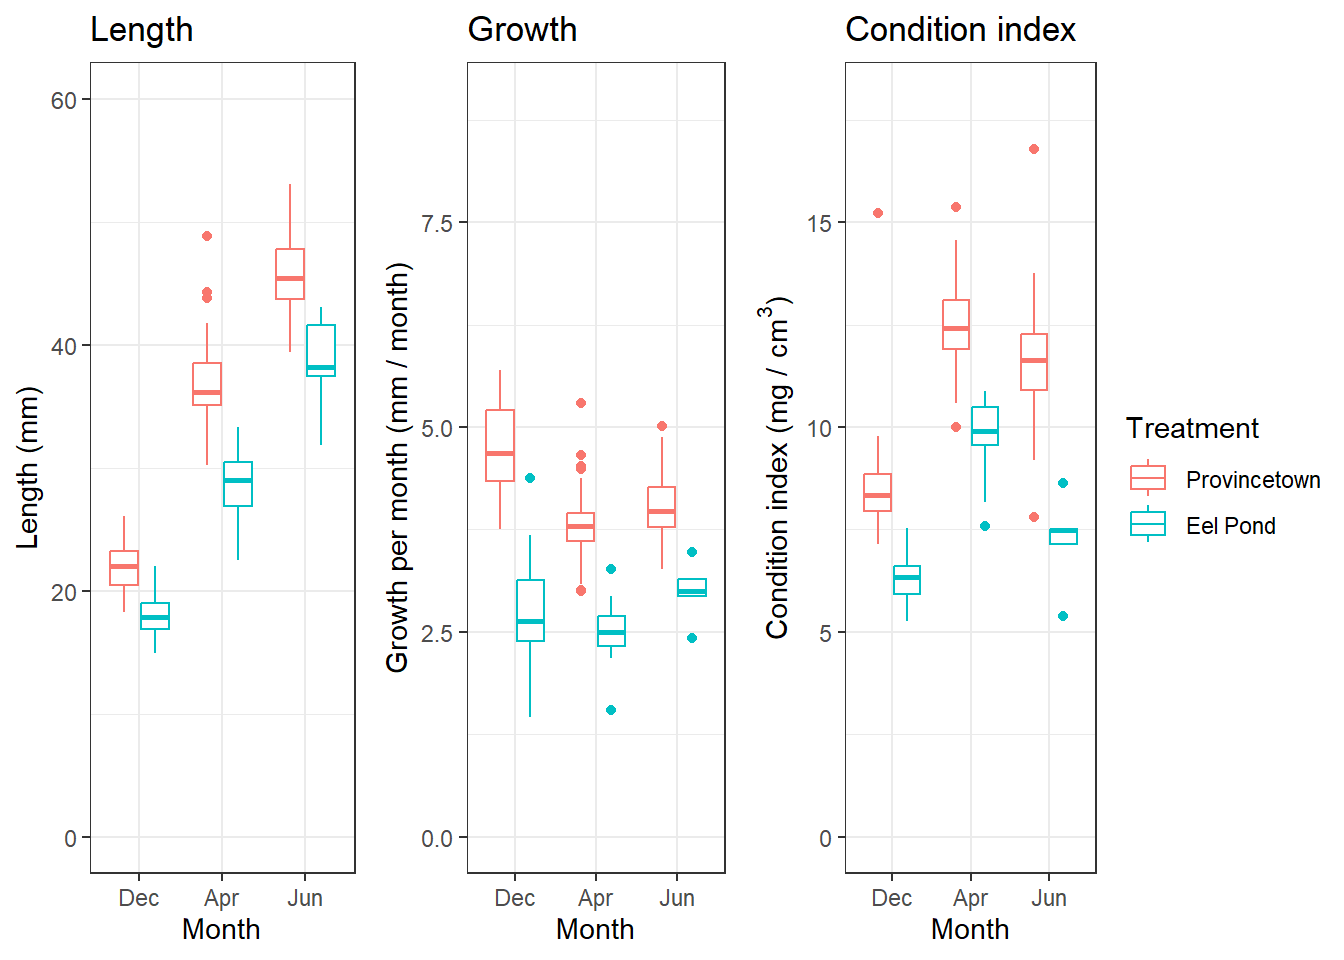 Length
Growth
Condition index
Length (mm)
60
40
20
0
Dec
Apr
Jun
Month
Growth per month (mm / month)
7.5
5.0
2.5
0.0
Dec
Apr
Jun
Month
Condition index (mg / cm³)
15
10
5
0
Dec
Apr
Jun
Month
Treatment
Provincetown
Eel Pond